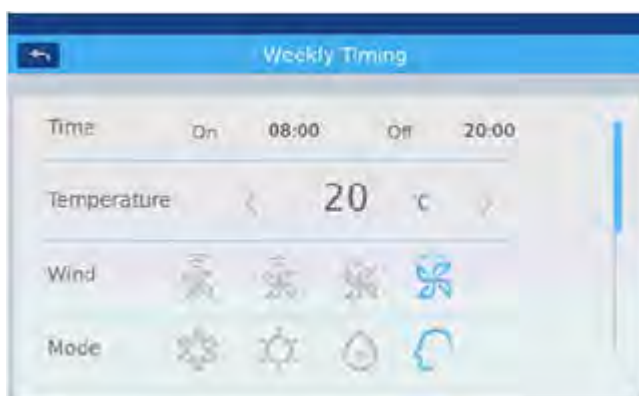 Weekly Timing
Time On 08:00 Off 20:00
Temperature 20 C
Wind
Mode